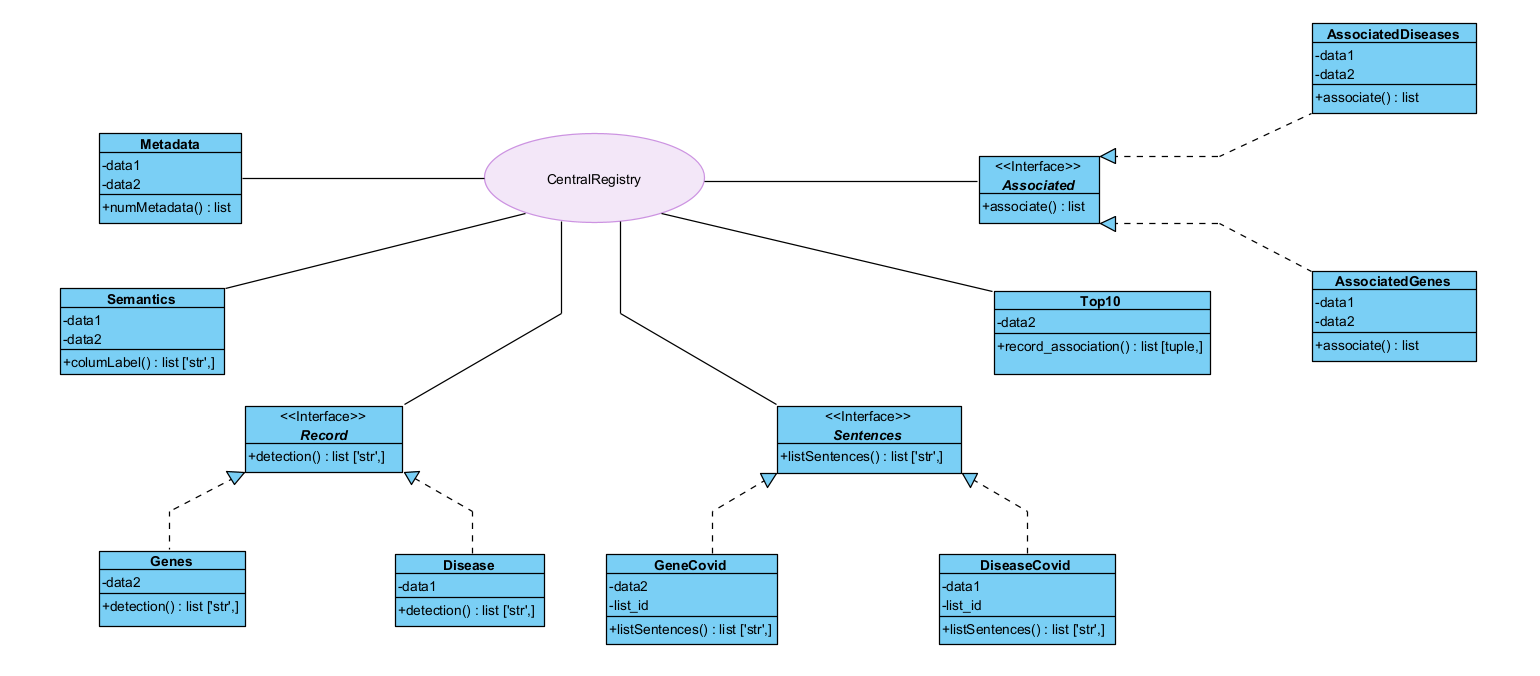 AssociatedDiseases
-data1
-data2
+associate() : list
Metadata
-data1
-data2
+numMetadata() : list
CentralRegistry
<<Interface>>
Associated
+associate() : list
AssociatedGenes
-data1
-data2
+associate() : list
Semantics
-data1
-data2
+columLabel() : list ['str',]
Top10
-data2
+record_association() : list [tuple,]
<<Interface>>
Record
+detection() : list ['str',]
<<Interface>>
Sentences
+listSentences() : list ['str',]
Genes
-data2
+detection() : list ['str',]
Disease
-data1
+detection() : list ['str',]
GeneCovid
-data2
-list_id
+listSentences() : list ['str',]
DiseaseCovid
-data1
-list_id
+listSentences() : list ['str',]